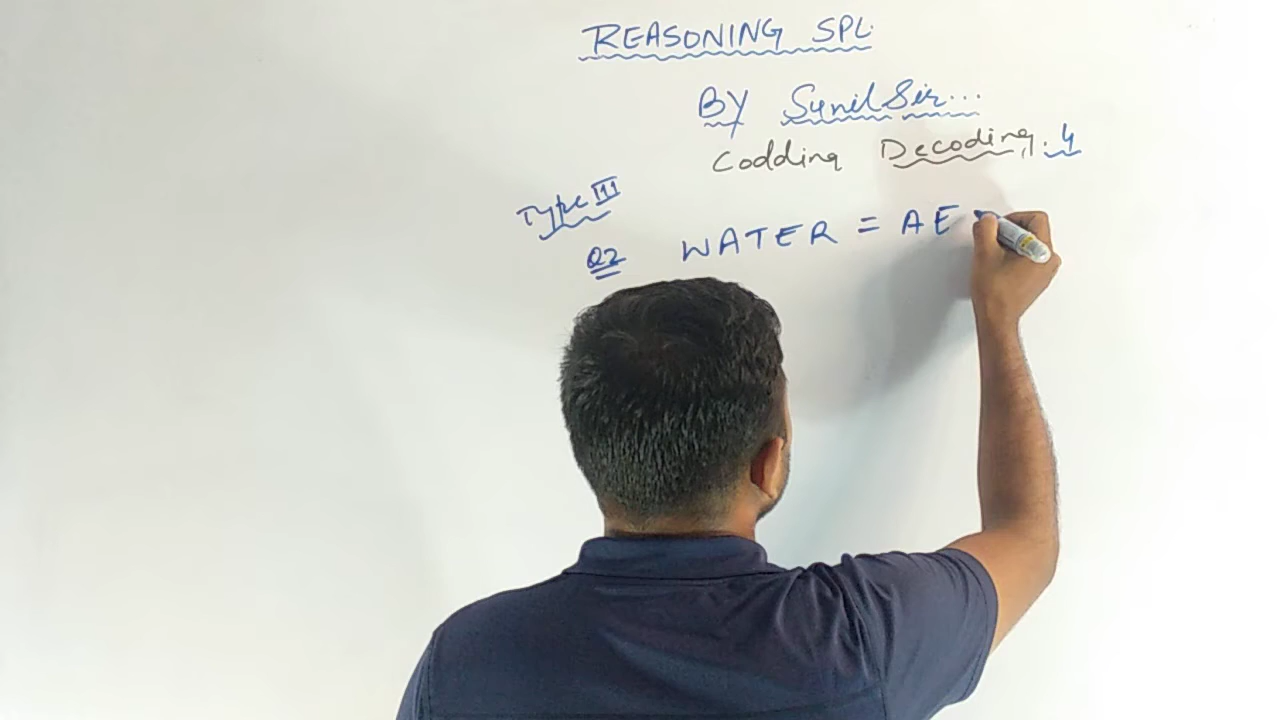 REASONING SPL.
BY Sunil Sir...
Codding Decoding. 4
Type III
Q2 WATER = AE